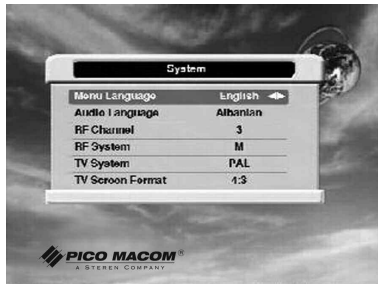 System
Menu Language English
Audio Language Albanian
RF Channel 3
RF System M
TV System PAL
TV Screen Format 4:3
PICO MACOM®
A STEREN COMPANY